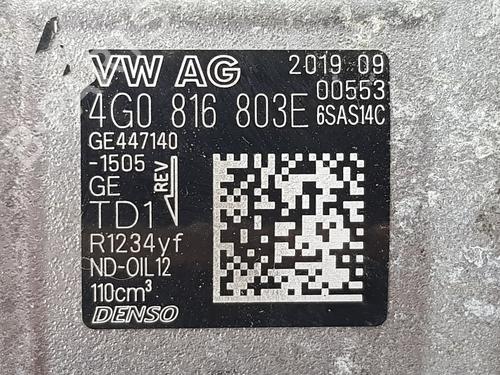 VW AG 2019 09
00553
4G0 816 803E 6SAS14C
GE447140
-1505
GE REV
TD1
R1234yf
ND-OIL12
110cm³
DENSO